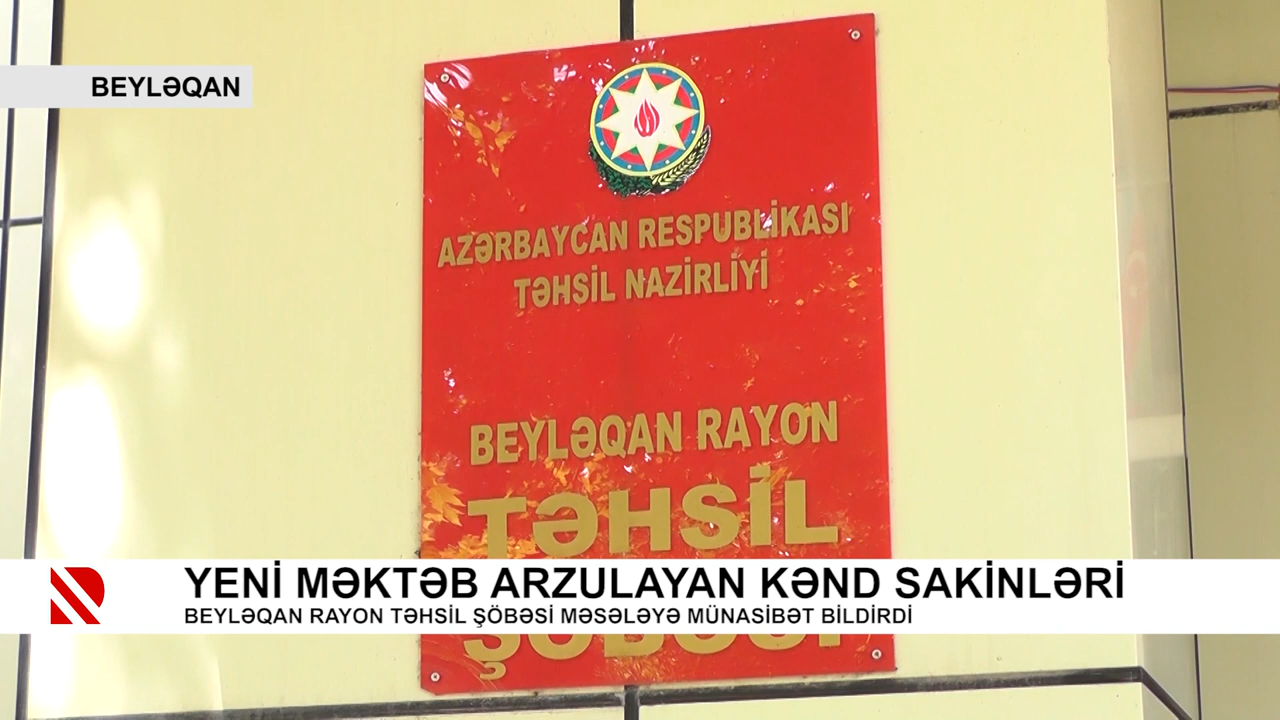 BEYLƏQAN
AZƏRBAYCAN RESPUBLİKASI
TƏHSİL NAZİRLİYİ
BEYLƏQAN RAYON
TƏHSİL
ŞÖBƏSİ
YENİ MƏKTƏB ARZULAYAN KƏND SAKİNLƏRİ
BEYLƏQAN RAYON TƏHSİL ŞÖBƏSİ MƏSƏLƏYƏ MÜNASİBƏT BİLDİRDİ